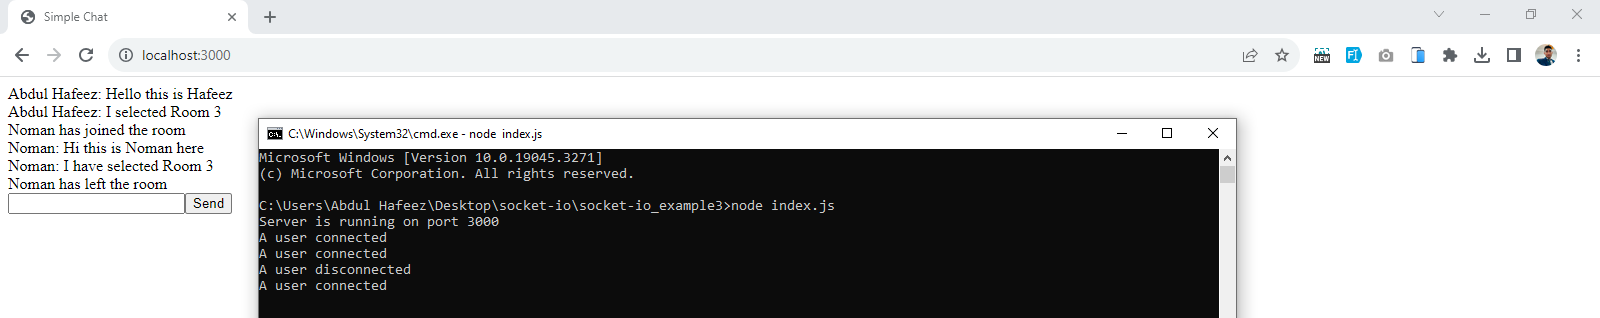 Simple Chat
localhost:3000
NEW
Abdul Hafeez: Hello this is Hafeez
Abdul Hafeez: I selected Room 3
Noman has joined the room
Noman: Hi this is Noman here
Noman: I have selected Room 3
Noman has left the room
Send
C:\Windows\System32\cmd.exe - node  index.js
Microsoft Windows [Version 10.0.19045.3271]
(c) Microsoft Corporation. All rights reserved.
C:\Users\Abdul Hafeez\Desktop\socket-io\socket-io_example3>node index.js
Server is running on port 3000
A user connected
A user connected
A user disconnected
A user connected